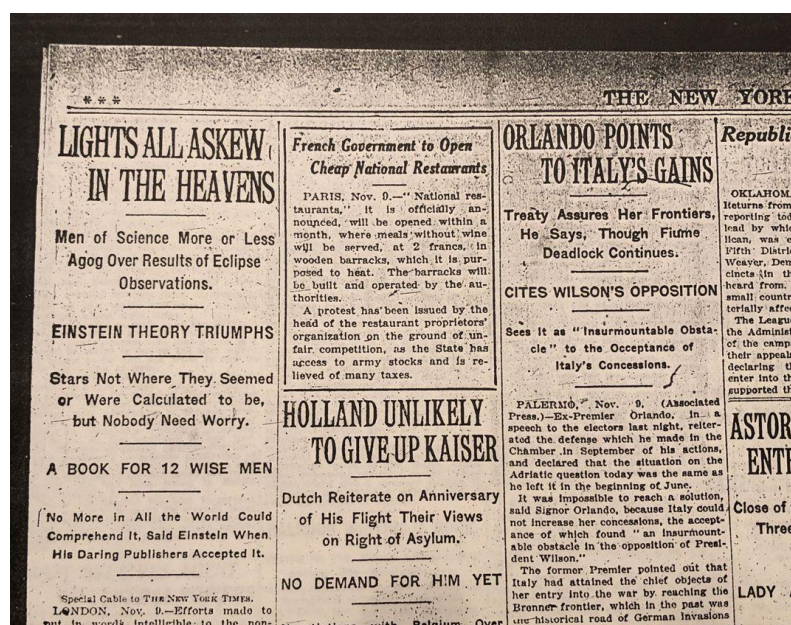 ***
THE NEW YORK
LIGHTS ALL ASKEW
IN THE HEAVENS
Men of Science More or Less
Agog Over Results of Eclipse
Observations.
EINSTEIN THEORY TRIUMPHS
Stars Not Where They Seemed
or Were Calculated to be,
but Nobody Need Worry.
A BOOK FOR 12 WISE MEN
No More in All the World Could
Comprehend It, Said Einstein When
His Daring Publishers Accepted It.
Special Cable to THE NEW YORK TIMES.
LONDON, Nov. 9.—Efforts made to
put in words intelligible to the non-
French Government to Open
Cheap National Restaurants
PARIS, Nov. 9.—"National res-
taurants," it is officially an-
nounced, will be opened within a
month, where meals without wine
will be served, at 2 francs, in
wooden barracks, which it is pur-
posed to heat. The barracks will
be built and operated by the au-
thorities.
A protest has been issued by the
head of the restaurant proprietors'
organization on the ground of un-
fair competition, as the State has
access to army stocks and is re-
lieved of many taxes.
HOLLAND UNLIKELY
TO GIVE UP KAISER
Dutch Reiterate on Anniversary
of His Flight Their Views
on Right of Asylum.
NO DEMAND FOR HIM YET
with Belgium Over
ORLANDO POINTS
TO ITALY'S GAINS
Treaty Assures Her Frontiers,
He Says, Though Fiume
Deadlock Continues.
CITES WILSON'S OPPOSITION
Sees It as "Insurmountable Obsta-
cle" to the Occeptance of
Italy's Concessions.
PALERMO, Nov. 9, (Associated
Press.)—Ex-Premier Orlando, in a
speech to the electors last night, reiter-
ated the defense which he made in the
Chamber in September of his actions,
and declared that the situation on the
Adriatic question today was the same as
he left it in the beginning of June.
It was impossible to reach a solution,
said Signor Orlando, because Italy could
not increase her concessions, the accept-
ance of which found "an insurmount-
able obstacle in the opposition of Presi-
dent Wilson."
The former Premier pointed out that
Italy had attained the chief objects of
her entry into the war by reaching the
Brenner frontier, which in the past was
the historical road of German invasions
Republi
OKLAHOM
Returns from
reporting tod
lead by whic
lican, was e
Fifth Distri
Weaver, Dem
cincts in th
heard from.
small countr
terially affec
The Leagu
the Administ
of the camp
their appeal
declaring th
enter into th
supported th
ASTOR
ENT
Close of
Three
LADY